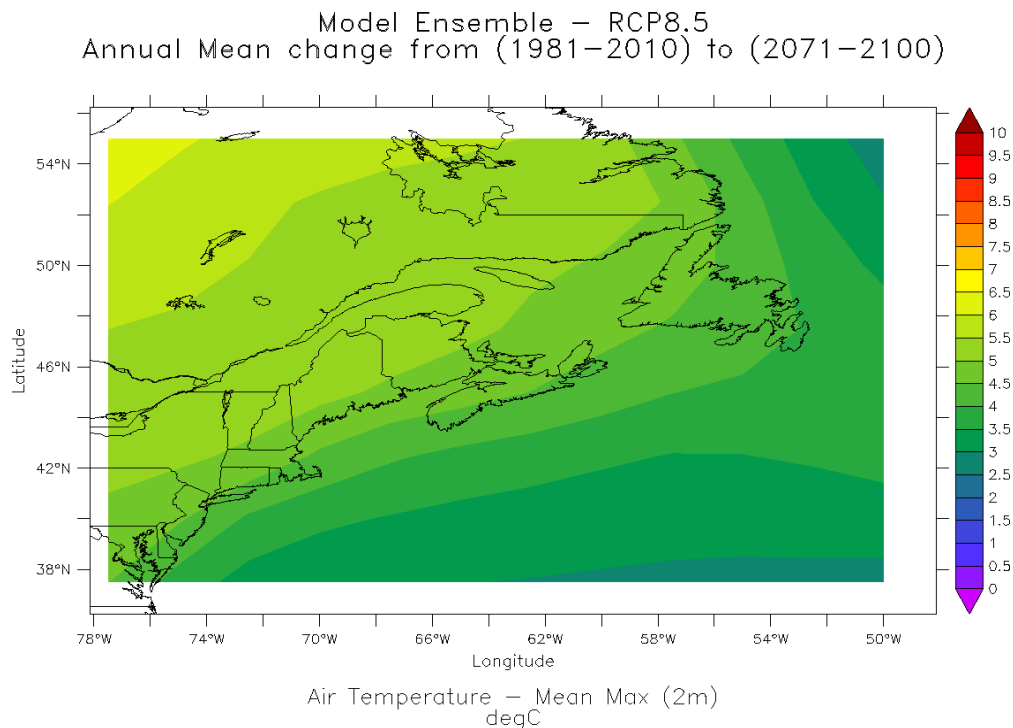 Model Ensemble – RCP8.5
Annual Mean change from (1981–2010) to (2071–2100)
54°N
50°N
46°N
42°N
38°N
Latitude
78°W 74°W 70°W 66°W 62°W 58°W 54°W 50°W
Longitude
10
9.5
9
8.5
8
7.5
7
6.5
6
5.5
5
4.5
4
3.5
3
2.5
2
1.5
1
0.5
0
Air Temperature – Mean Max (2m)
degC